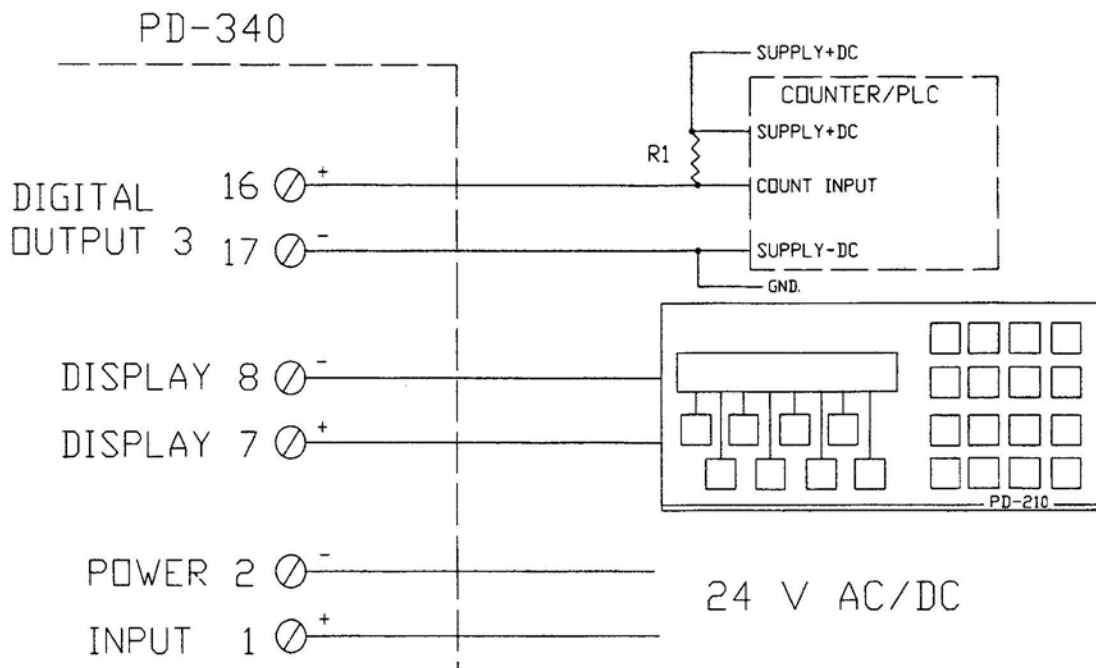 PD-340
SUPPLY+DC
COUNTER/PLC
SUPPLY+DC
R1
16 +
COUNT INPUT
DIGITAL
OUTPUT 3
17 -
SUPPLY-DC
GND.
DISPLAY 8 -
DISPLAY 7 +
PD-210
POWER 2 -
24 V AC/DC
INPUT 1 +